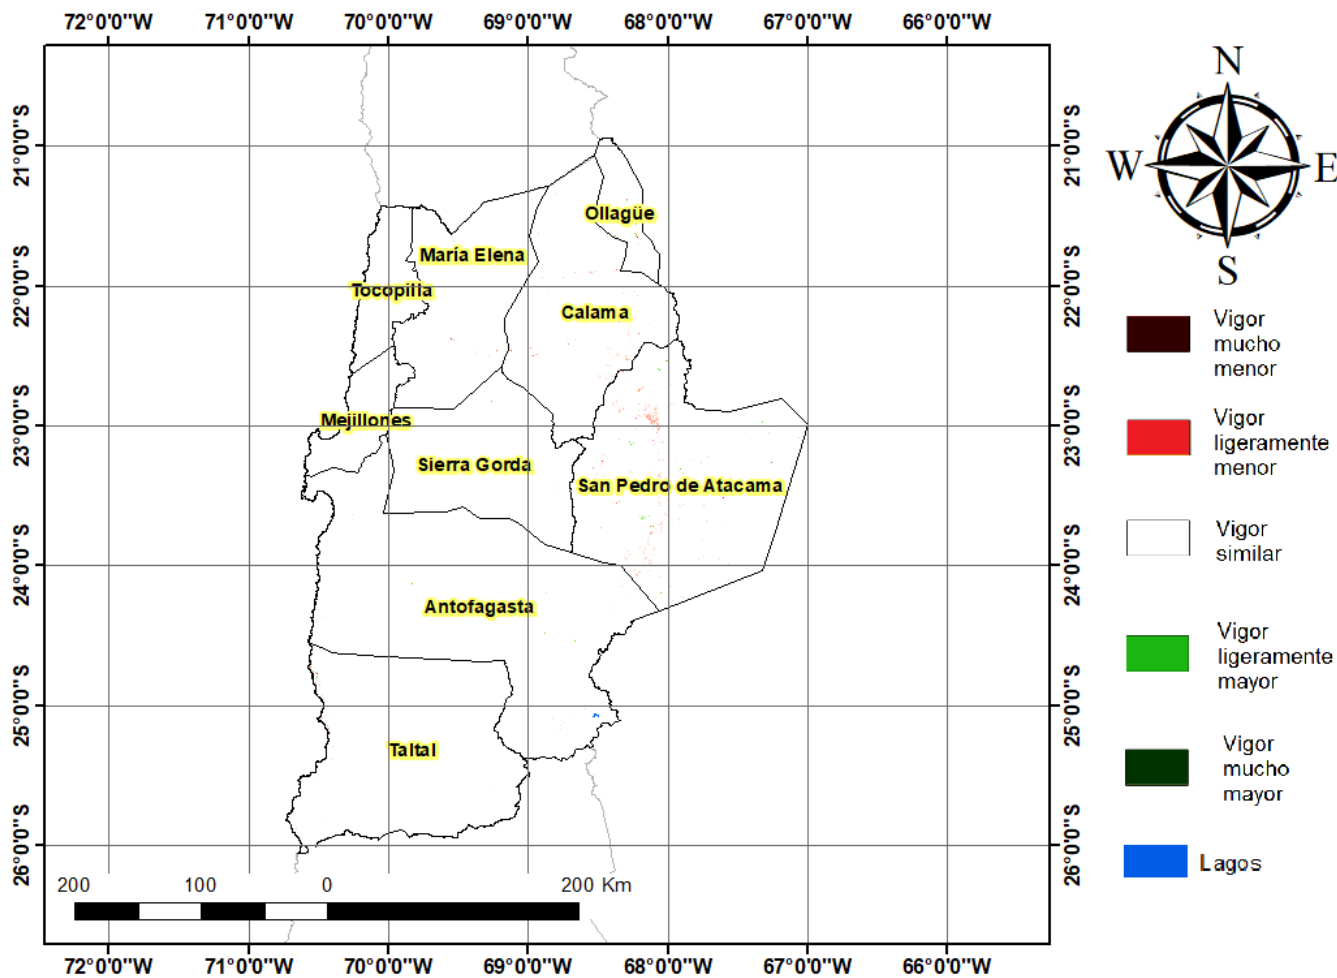 72°0'0"W 71°0'0"W 70°0'0"W 69°0'0"W 68°0'0"W 67°0'0"W 66°0'0"W
N
W E
S
21°0'0"S 21°0'0"S
22°0'0"S 22°0'0"S
23°0'0"S 23°0'0"S
24°0'0"S 24°0'0"S
25°0'0"S 25°0'0"S
26°0'0"S 26°0'0"S
Ollagüe
María Elena
Tocopilla
Calama
Mejillones
Sierra Gorda
San Pedro de Atacama
Antofagasta
Taltal
Vigor
mucho
menor
Vigor
ligeramente
menor
Vigor
similar
Vigor
ligeramente
mayor
Vigor
mucho
mayor
Lagos
200 100 0 200 Km
72°0'0"W 71°0'0"W 70°0'0"W 69°0'0"W 68°0'0"W 67°0'0"W 66°0'0"W